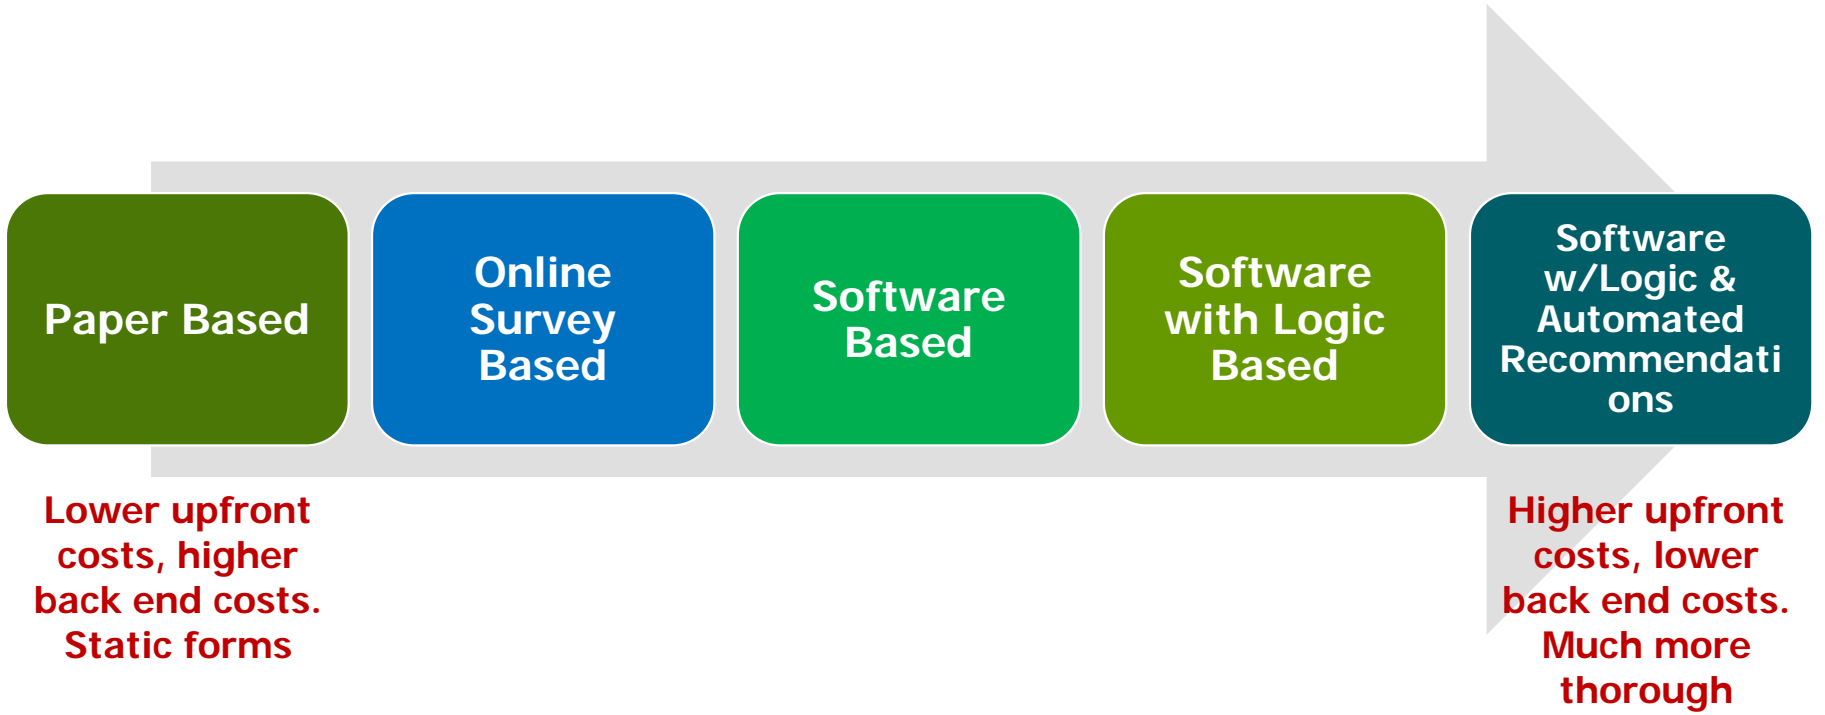 Paper Based
Online
Survey
Based
Software
Based
Software
with Logic
Based
Software
w/Logic &
Automated
Recommendati
ons
Lower upfront
costs, higher
back end costs.
Static forms
Higher upfront
costs, lower
back end costs.
Much more
thorough